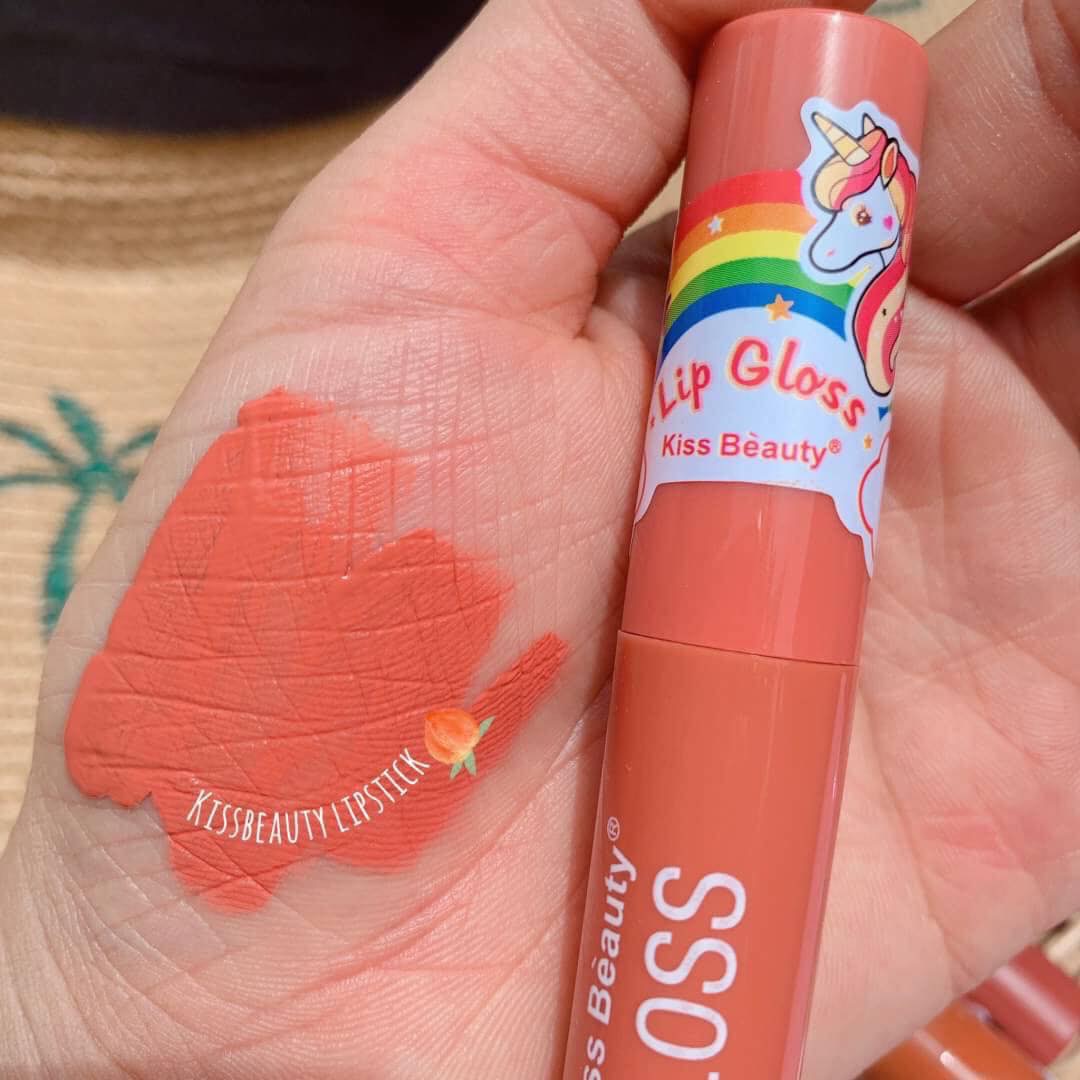 Lip Gloss
Kiss Bèauty®
KISSBEAUTY LIPSTICK
ss Bèauty®
LOSS